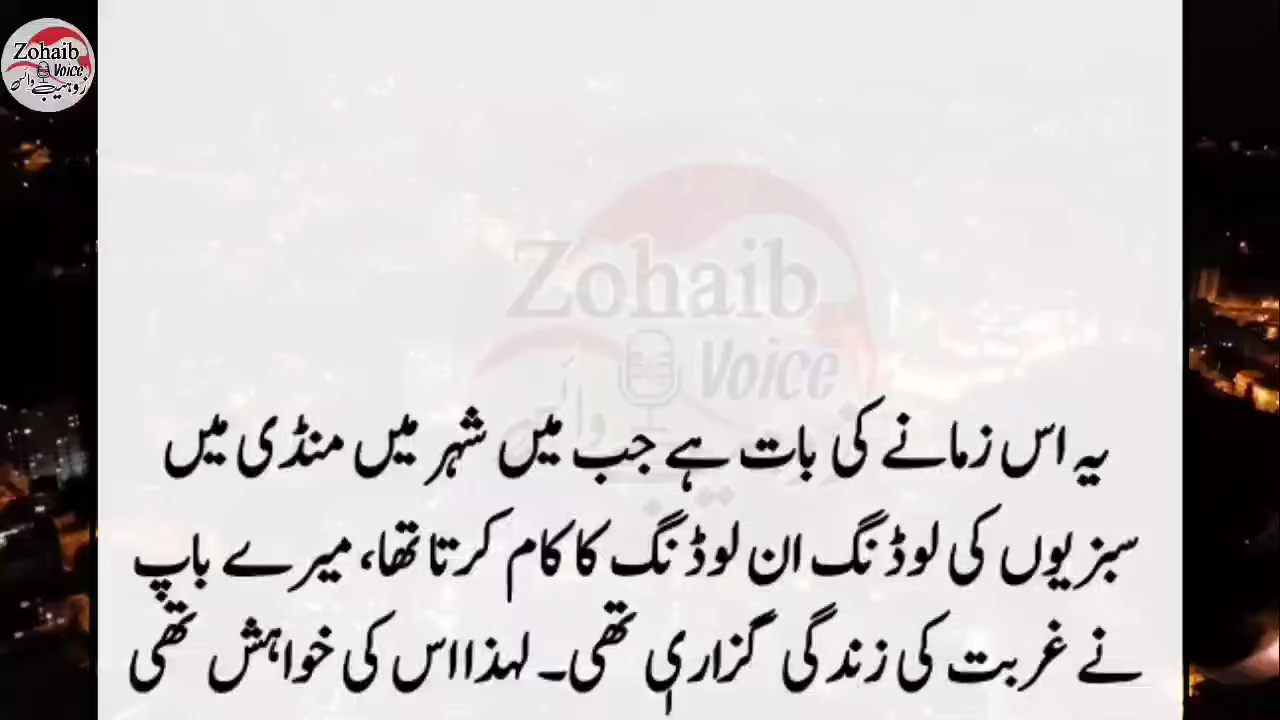 Zohaib
Voice
زوہیب وائس
Zohaib
Voice
یہ اس زمانے کی بات ہے جب میں شہر میں منڈی میں
سبزیوں کی لوڈنگ ان لوڈنگ کا کام کرتا تھا، میرے باپ
نے غربت کی زندگی گزاری تھی۔ لہذا اس کی خواہش تھی